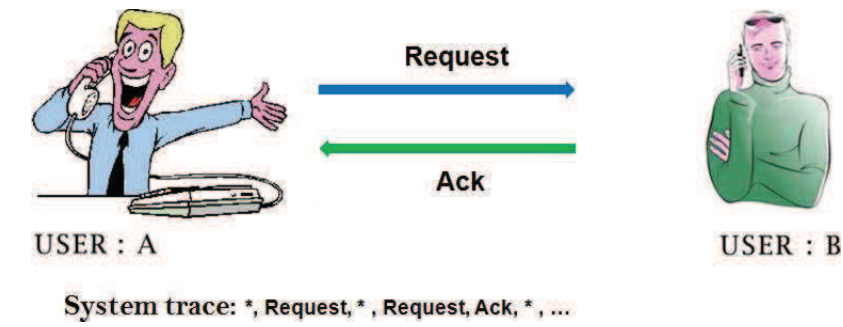 Request
Ack
USER : A
USER : B
System trace: *, Request, * , Request, Ack, * , ...